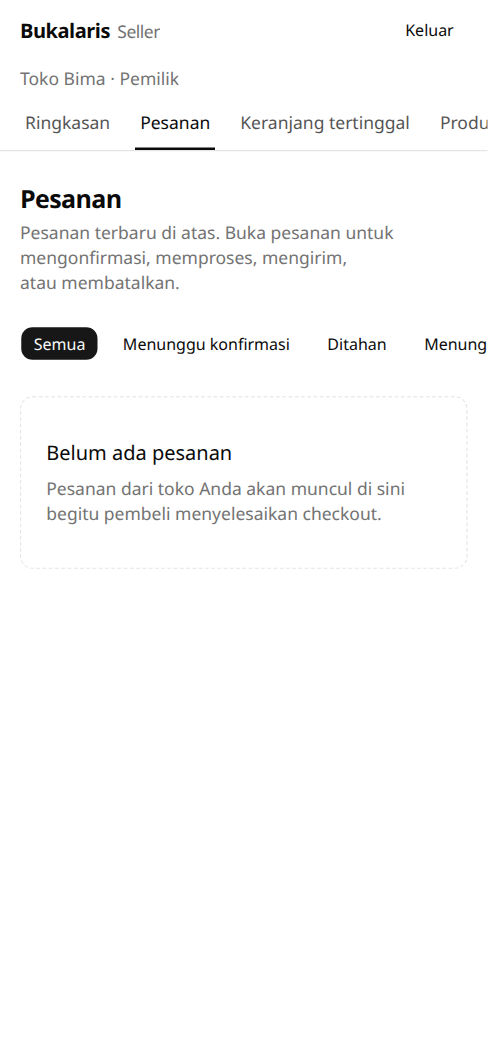 Bukalaris Seller
Keluar
Toko Bima · Pemilik
Ringkasan Pesanan Keranjang tertinggal Produ
Pesanan
Pesanan terbaru di atas. Buka pesanan untuk
mengonfirmasi, memproses, mengirim,
atau membatalkan.
Semua Menunggu konfirmasi Ditahan Menung
Belum ada pesanan
Pesanan dari toko Anda akan muncul di sini
begitu pembeli menyelesaikan checkout.